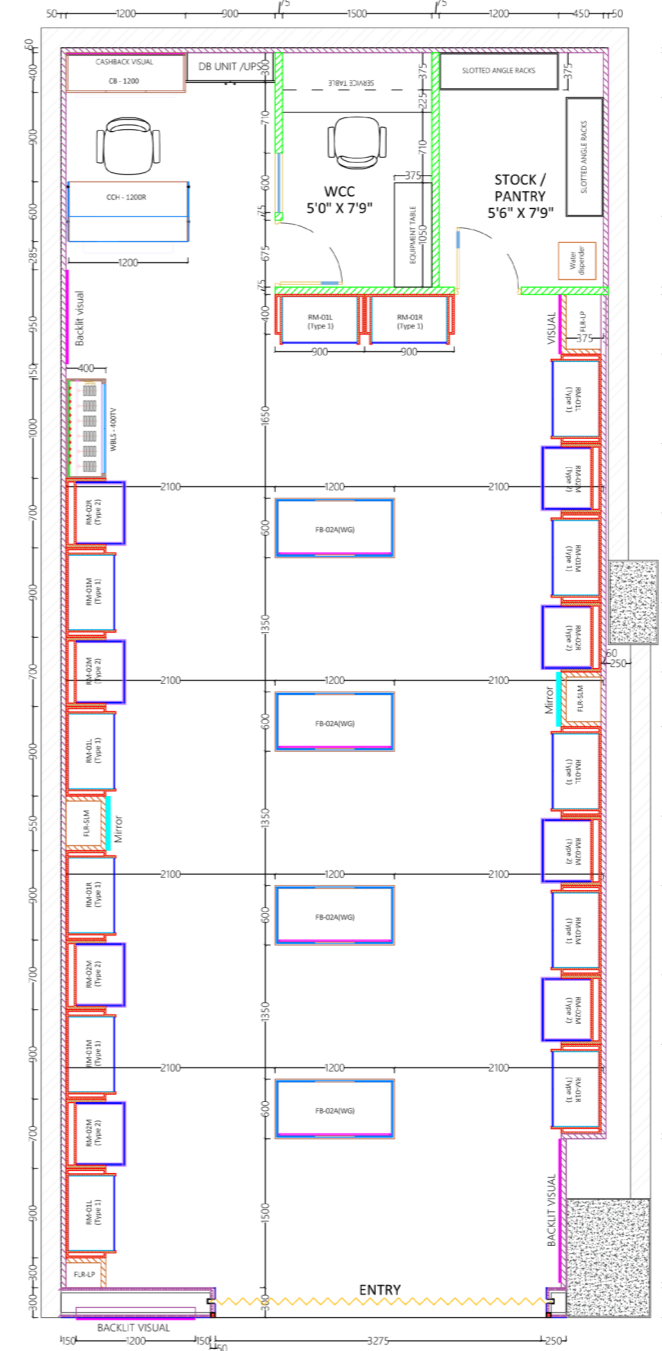 50
1200
900
75
1500
75
1200
450
50
60
400
900
600
285
950
150
1000
700
900
700
900
550
900
700
900
700
900
300
300
CASHBACK VISUAL
CB - 1200
DB UNIT /UPS
300
SERVICE TABLE
375
225
SLOTTED ANGLE RACKS
375
SLOTTED ANGLE RACKS
710
710
600
75
675
75
400
CCH - 1200R
1200
WCC
5'0" X 7'9"
375
EQUIPMENT TABLE
1050
STOCK /
PANTRY
5'6" X 7'9"
Water
dispender
Backlit visual
RM-01L
(Type 1)
RM-01R
(Type 1)
900
900
VISUAL
FLR-LP
375
400
WBLS - 400TV
1650
RM-01L
(Type 1)
RM-02M
(Type 2)
2100
1200
2100
RM-02R
(Type 2)
600
FB-02A(WG)
RM-01M
(Type 1)
RM-01M
(Type 1)
1350
RM-02R
(Type 2)
60
250
RM-02M
(Type 2)
2100
1200
2100
Mirror
FLR-SLM
600
FB-02A(WG)
RM-01L
(Type 1)
RM-01L
(Type 1)
FLR-SLM
Mirror
1350
RM-02M
(Type 2)
2100
1200
2100
RM-01R
(Type 1)
600
FB-02A(WG)
RM-01M
(Type 1)
RM-02M
(Type 2)
1350
RM-02M
(Type 2)
RM-01M
(Type 1)
2100
1200
2100
RM-01R
(Type 1)
RM-02M
(Type 2)
600
FB-02A(WG)
RM-01L
(Type 1)
1500
BACKLIT VISUAL
FLR-LP
300
ENTRY
BACKLIT VISUAL
150
1200
150
50
3275
250